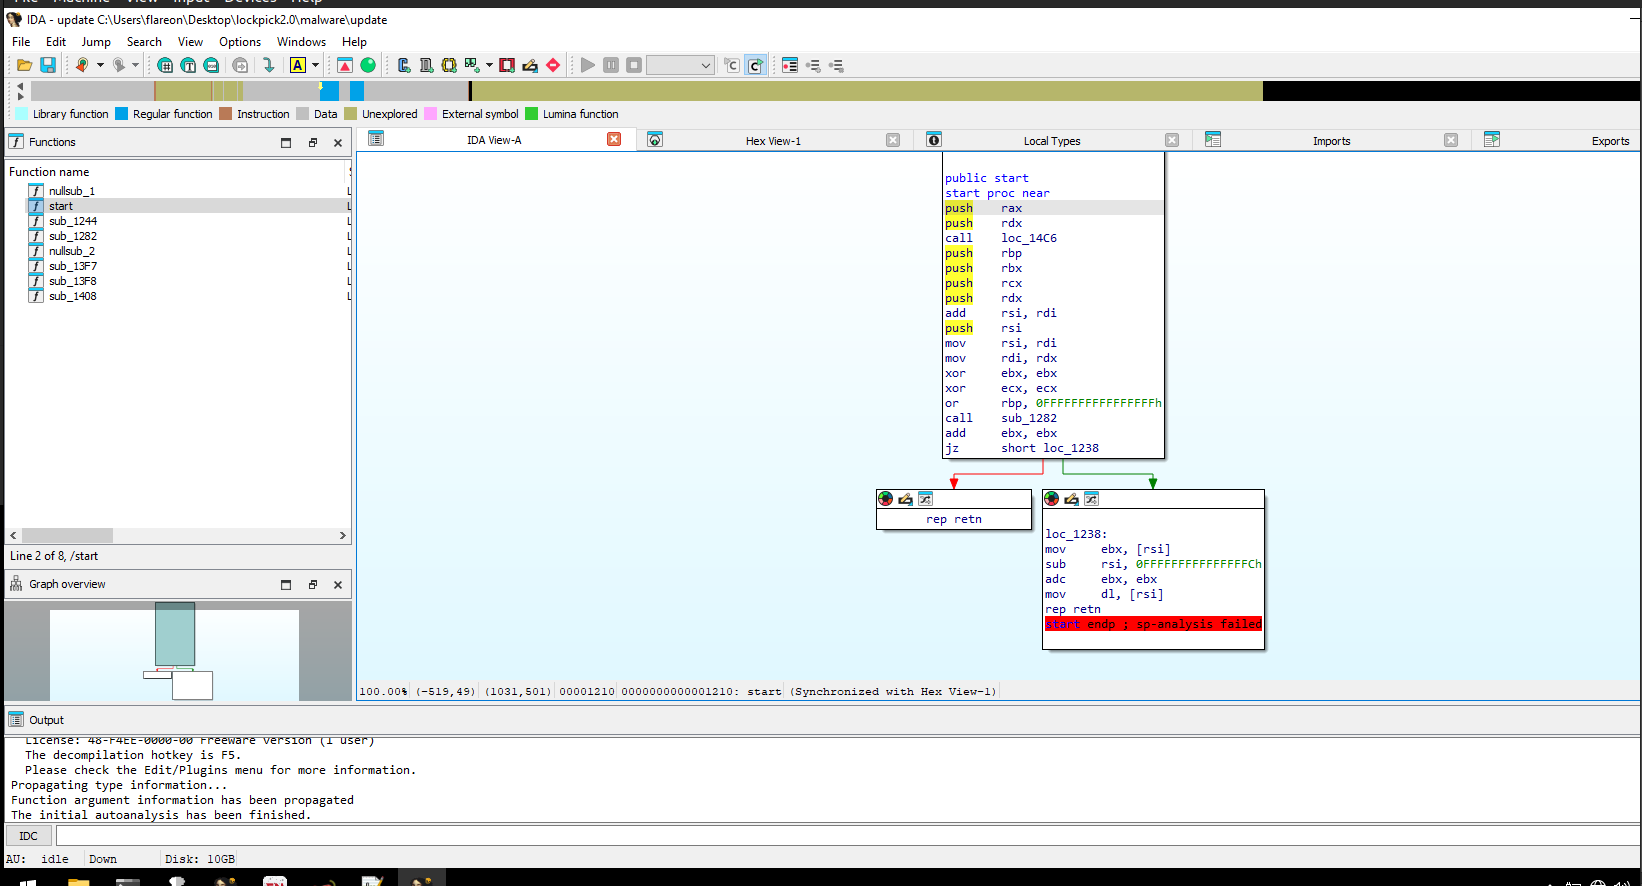 IDA - update C:\Users\flareon\Desktop\lockpick2.0\malware\update
File Edit Jump Search View Options Windows Help
Library function Regular function Instruction Data Unexplored External symbol Lumina function
Functions
IDA View-A Hex View-1 Local Types Imports Exports
Function name
nullsub_1
start
sub_1244
sub_1282
nullsub_2
sub_13F7
sub_13F8
sub_1408
Line 2 of 8, /start
Graph overview
public start
start proc near
push rax
push rdx
call loc_14C6
push rbp
push rbx
push rcx
push rdx
add rsi, rdi
push rsi
mov rsi, rdi
mov rdi, rdx
xor ebx, ebx
xor ecx, ecx
or rbp, 0FFFFFFFFFFFFFFFFh
call sub_1282
add ebx, ebx
jz short loc_1238
rep retn
loc_1238:
mov ebx, [rsi]
sub rsi, 0FFFFFFFFFFFFFFFCh
adc ebx, ebx
mov dl, [rsi]
rep retn
start endp ; sp-analysis failed
100.00% (-519,49) (1031,501) 00001210 0000000000001210: start (Synchronized with Hex View-1)
Output
License: 48-F4EE-0000-00 Freeware version (1 user)
The decompilation hotkey is F5.
Please check the Edit/Plugins menu for more information.
Propagating type information...
Function argument information has been propagated
The initial autoanalysis has been finished.
IDC
AU: idle Down Disk: 10GB